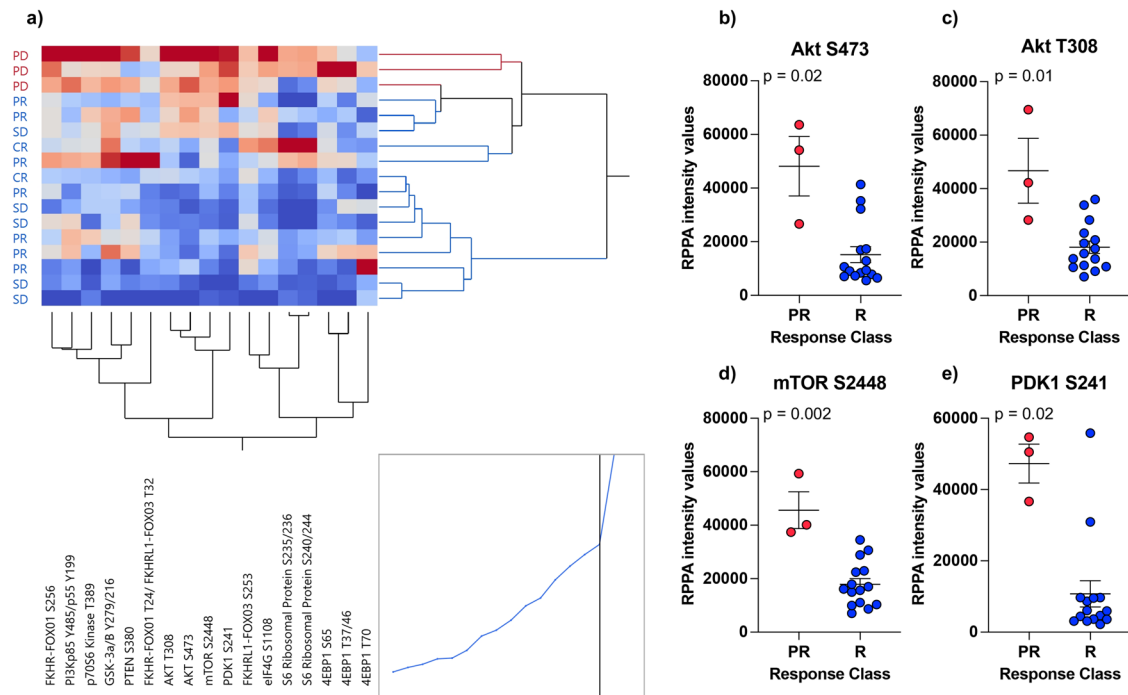 a)
PD
PD
PD
PR
PR
SD
CR
PR
CR
PR
SD
SD
PR
PR
PR
SD
SD
FKHR-FOX01 S256
PI3Kp85 Y485/p55 Y199
p70S6 Kinase T389
GSK-3a/B Y279/216
PTEN S380
FKHR-FOX01 T24/ FKHRL1-FOX03 T32
AKT T308
AKT S473
mTOR S2448
PDK1 S241
FKHRL1-FOX03 S253
eIF4G S1108
S6 Ribosomal Protein S235/236
S6 Ribosomal Protein S240/244
4EBP1 S65
4EBP1 T37/46
4EBP1 T70
b)
Akt S473
p = 0.02
RPPA intensity values
80000
60000
40000
20000
0
PR R
Response Class
c)
Akt T308
p = 0.01
RPPA intensity values
80000
60000
40000
20000
0
PR R
Response Class
d)
mTOR S2448
p = 0.002
RPPA intensity values
80000
60000
40000
20000
0
PR R
Response Class
e)
PDK1 S241
p = 0.02
RPPA intensity values
80000
60000
40000
20000
0
PR R
Response Class